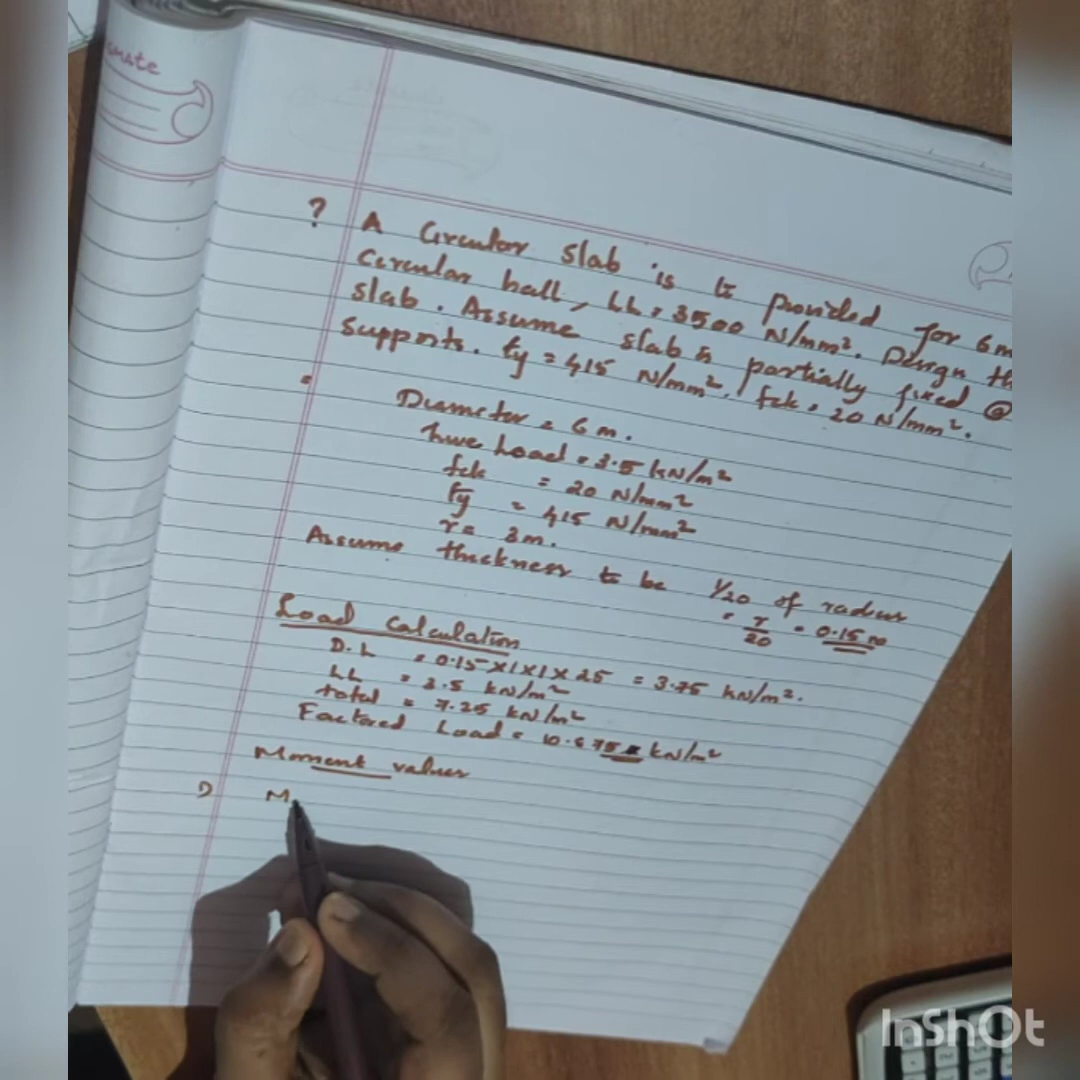 smate
? A Circular slab is to provided for 6m
Circular hall, LL = 3500 N/mm². Design th
slab. Assume slab is partially fixed @
supports. fy = 415 N/mm², fck = 20 N/mm².
= Diameter = 6 m.
Live Load = 3.5 kN/m²
fck = 20 N/mm²
fy = 415 N/mm²
r = 3 m.
Assume thickness to be 1/20 of radius
= r/20 = 0.15 m
Load Calculation
D.L = 0.15 × 1 × 1 × 25 = 3.75 kN/m².
LL = 3.5 kN/m²
total = 7.25 kN/m²
Factored Load = kN/m²
Moment values
M
InShOt